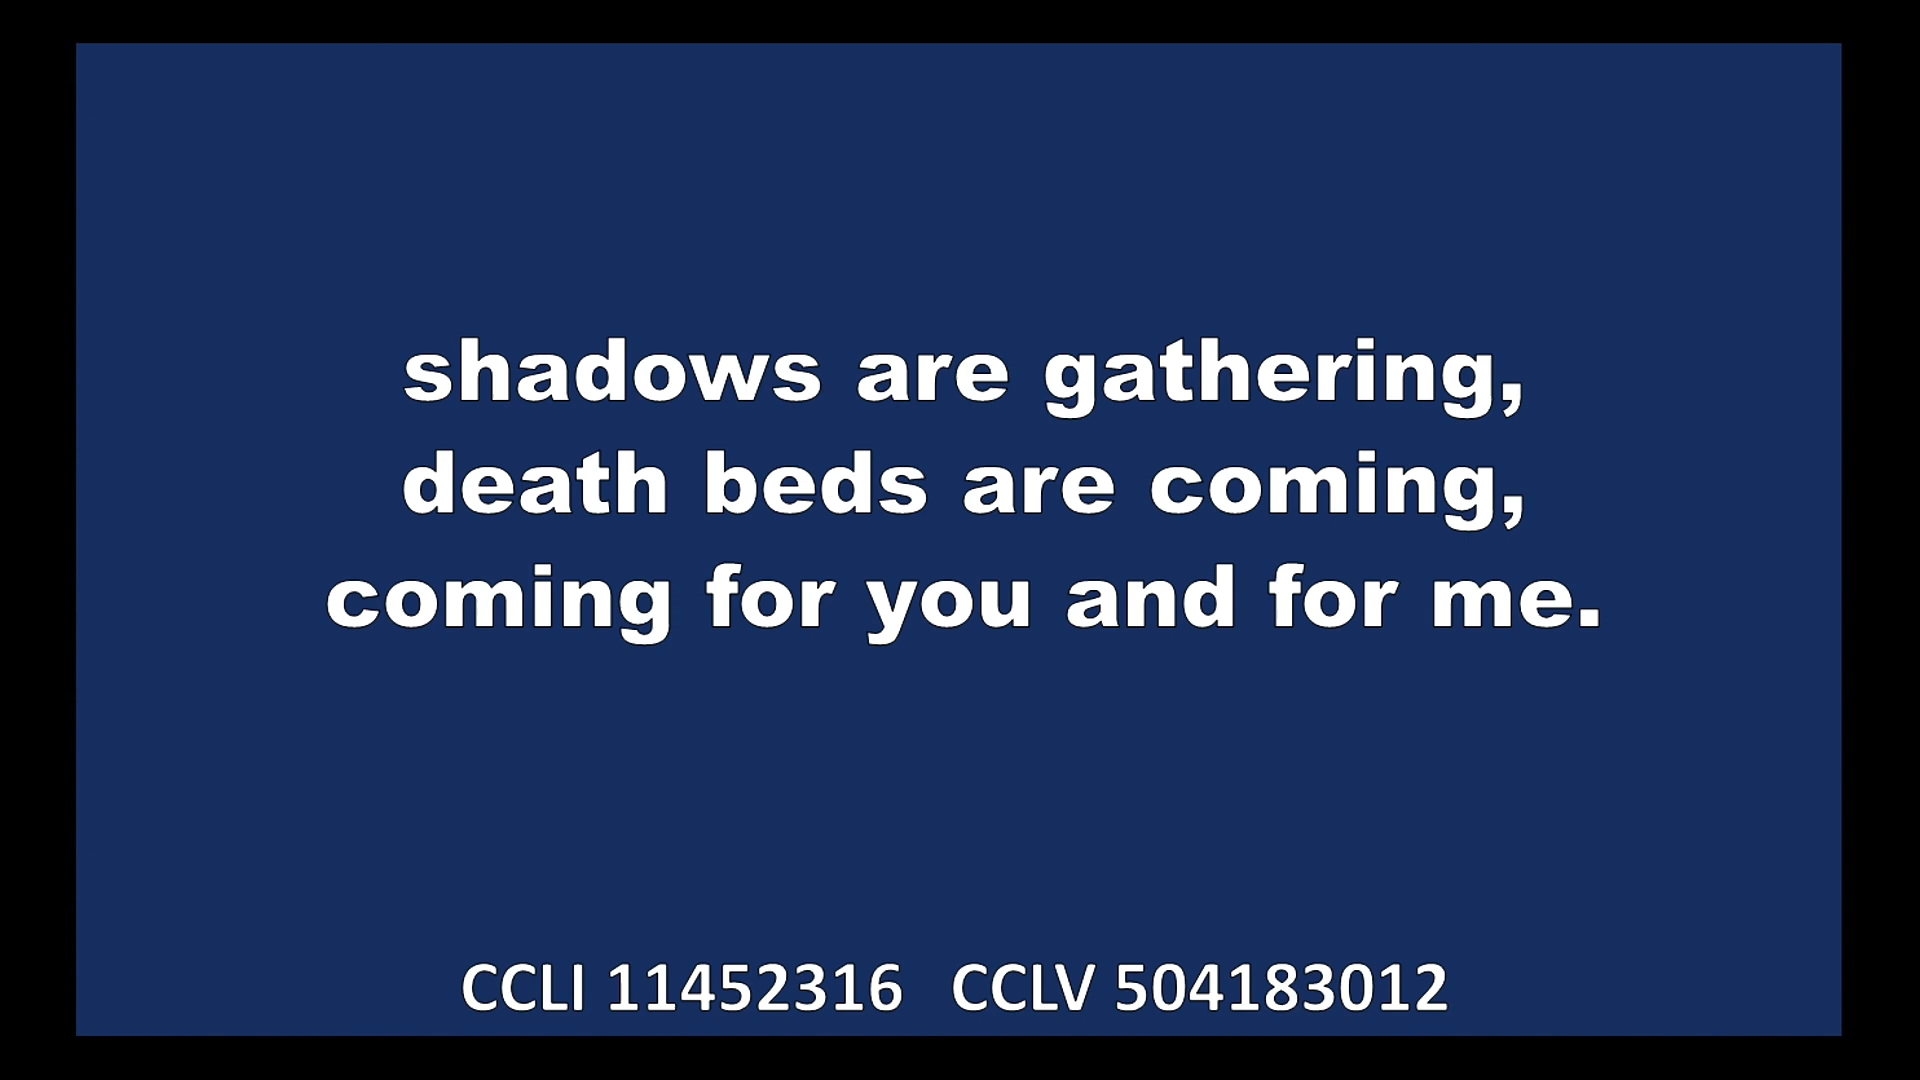 shadows are gathering,
death beds are coming,
coming for you and for me.
CCLI 11452316 CCLV 504183012